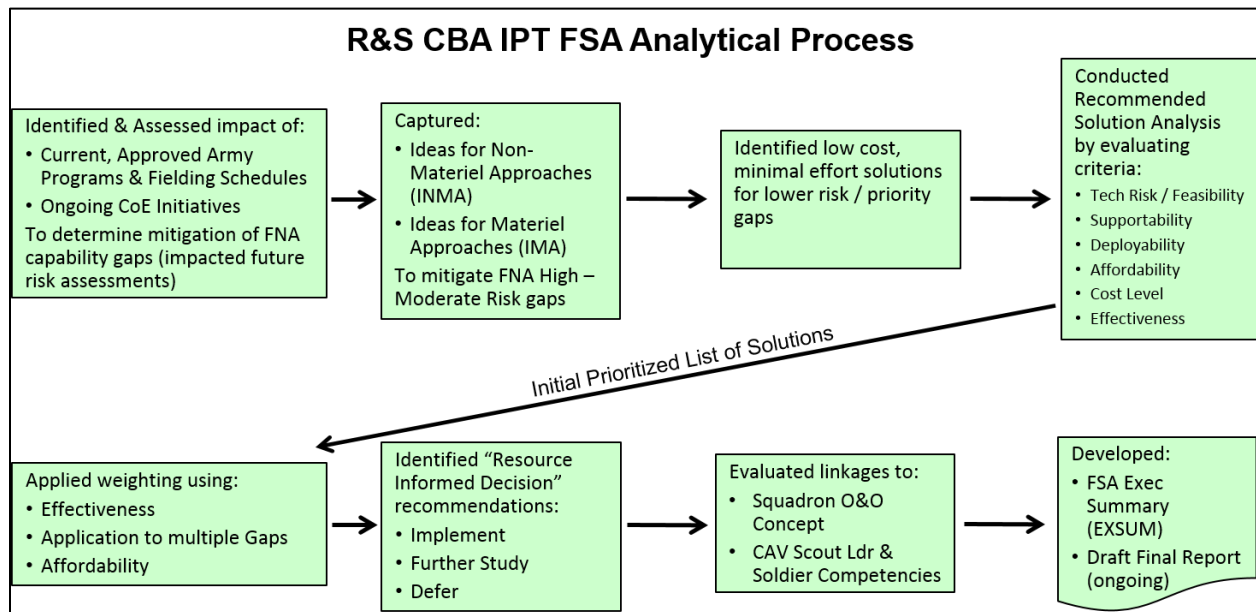 R&S CBA IPT FSA Analytical Process
Identified & Assessed impact of:
• Current, Approved Army
Programs & Fielding Schedules
• Ongoing CoE Initiatives
To determine mitigation of FNA
capability gaps (impacted future
risk assessments)
Captured:
• Ideas for Non-
Materiel Approaches
(INMA)
• Ideas for Materiel
Approaches (IMA)
To mitigate FNA High –
Moderate Risk gaps
Identified low cost,
minimal effort solutions
for lower risk / priority
gaps
Conducted
Recommended
Solution Analysis
by evaluating
criteria:
• Tech Risk / Feasibility
• Supportability
• Deployability
• Affordability
• Cost Level
• Effectiveness
Initial Prioritized List of Solutions
Applied weighting using:
• Effectiveness
• Application to multiple Gaps
• Affordability
Identified “Resource
Informed Decision”
recommendations:
• Implement
• Further Study
• Defer
Evaluated linkages to:
• Squadron O&O
Concept
• CAV Scout Ldr &
Soldier Competencies
Developed:
• FSA Exec
Summary
(EXSUM)
• Draft Final Report
(ongoing)